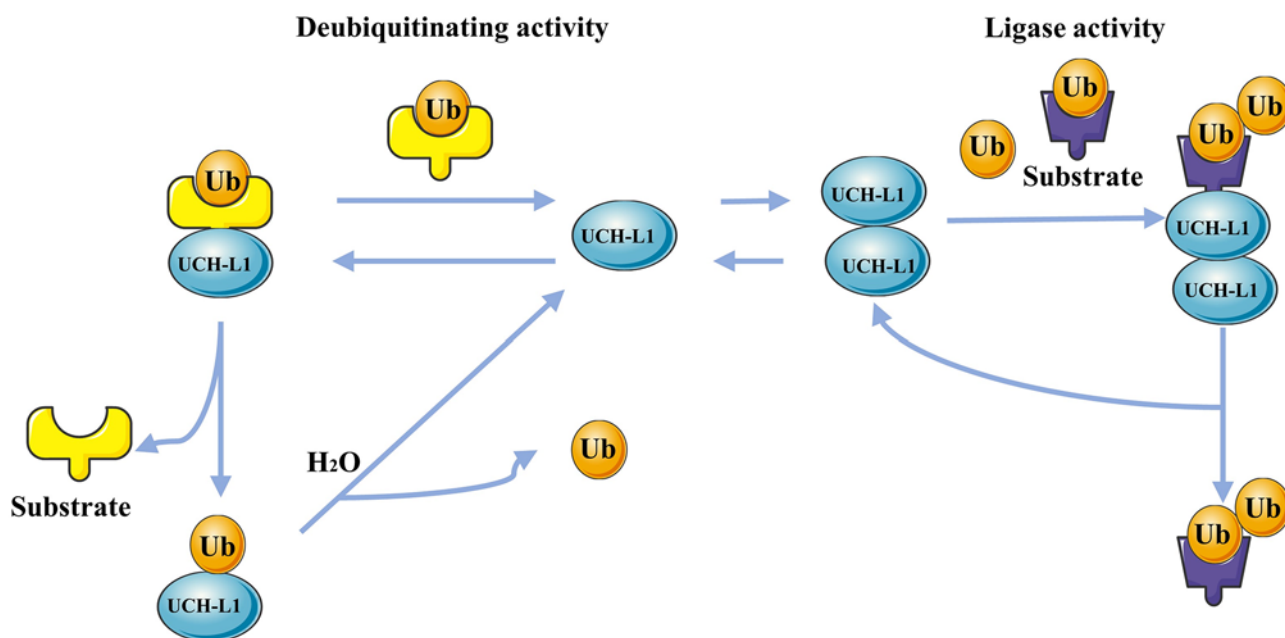 Deubiquitinating activity
Ligase activity
Ub
Ub
Ub
Ub
Ub
Ub
Substrate
Ub
UCH-L1
UCH-L1
UCH-L1
UCH-L1
UCH-L1
UCH-L1
Substrate
H₂O
Ub
Ub
UCH-L1
Ub
Ub